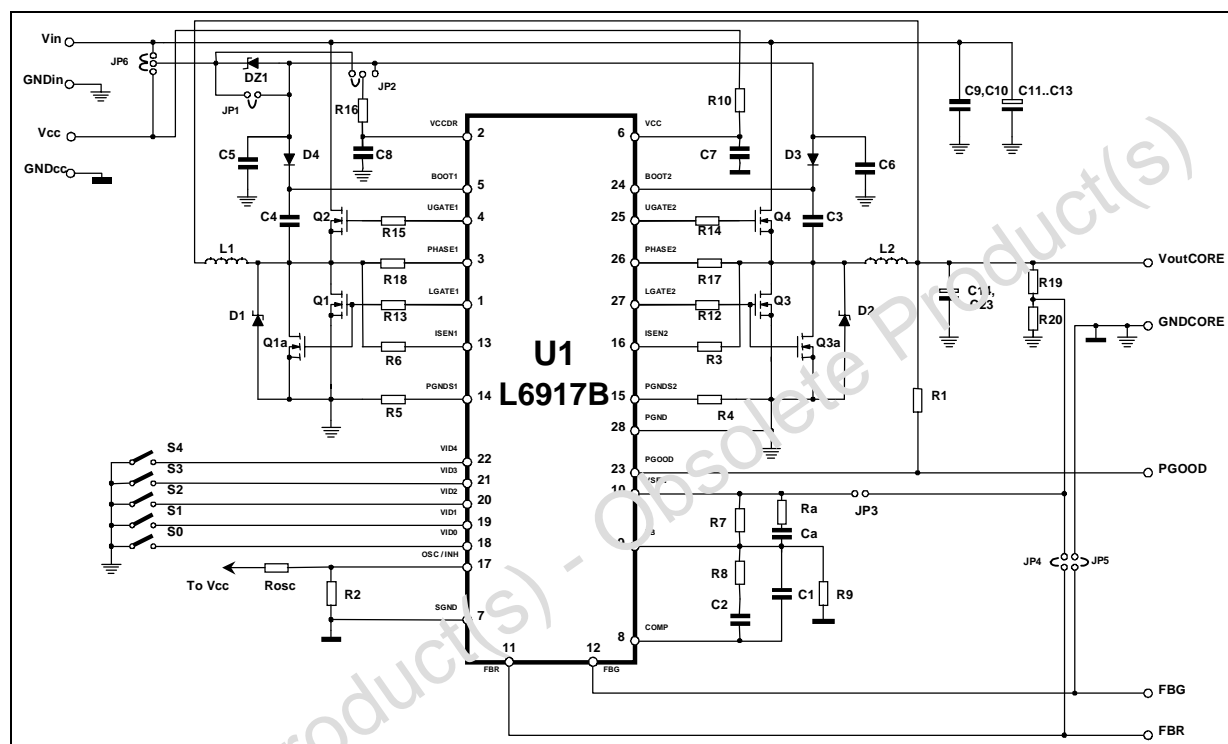 Vin
JP6
GNDin
Vcc
GNDcc
DZ1
JP1
JP2
R16
C5
D4
C8
R10
C7
D3
C6
C9,C10
C11..C13
VCCDR
2
6
VCC
BOOT1
5
24
BOOT2
C4
Q2
UGATE1
R15
4
25
UGATE2
R14
Q4
C3
L1
PHASE1
R18
3
26
PHASE2
R17
L2
VoutCORE
Q1
LGATE1
R13
1
27
LGATE2
R12
Q3
D1
Q1a
ISEN1
R6
13
16
ISEN2
R3
Q3a
R19
R20
GNDCORE
U1
L6917B
PGNDS1
R5
14
15
PGNDS2
R4
R1
28
PGND
23
PGOOD
PGOOD
S4
VID4
22
S3
VID3
21
S2
VID2
20
S1
VID1
19
S0
VID0
18
10
R7
Ra
Ca
JP3
OSC / INH
17
To Vcc
Rosc
R2
R8
C2
C1
R9
JP4
JP5
SGND
7
8
COMP
11
12
FBR
FBG
FBG
FBR
Product(s) - Obsolete Product(s)